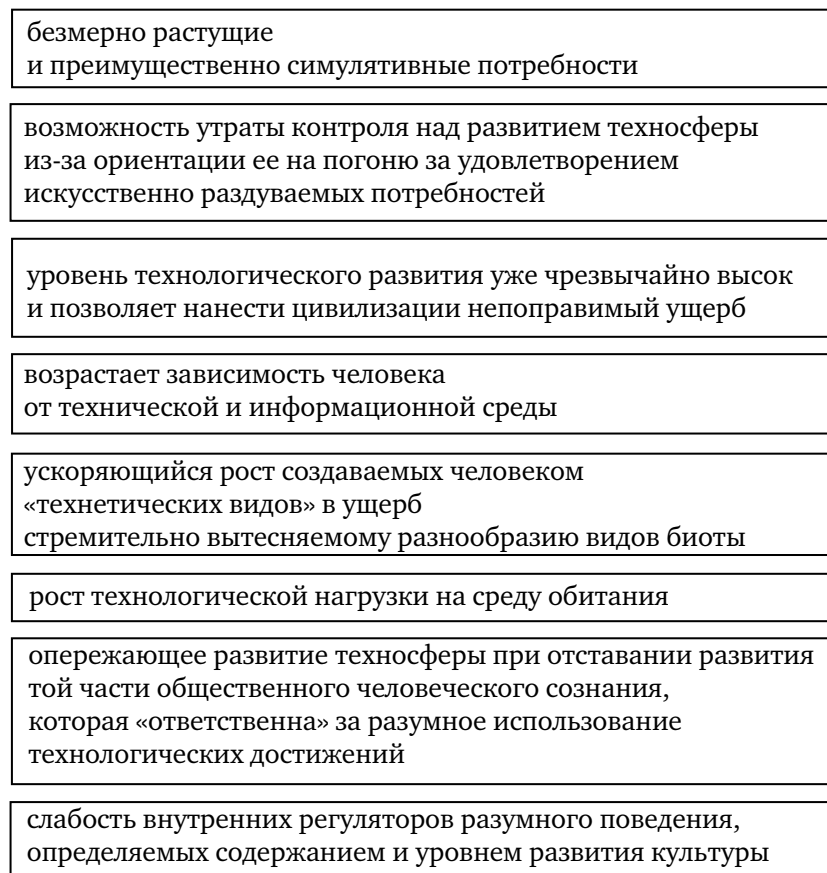 безмерно растущие
и преимущественно симулятивные потребности
возможность утраты контроля над развитием техносферы
из-за ориентации ее на погоню за удовлетворением
искусственно раздуваемых потребностей
уровень технологического развития уже чрезвычайно высок
и позволяет нанести цивилизации непоправимый ущерб
возрастает зависимость человека
от технической и информационной среды
ускоряющийся рост создаваемых человеком
«технетических видов» в ущерб
стремительно вытесняемому разнообразию видов биоты
рост технологической нагрузки на среду обитания
опережающее развитие техносферы при отставании развития
той части общественного человеческого сознания,
которая «ответственна» за разумное использование
технологических достижений
слабость внутренних регуляторов разумного поведения,
определяемых содержанием и уровнем развития культуры